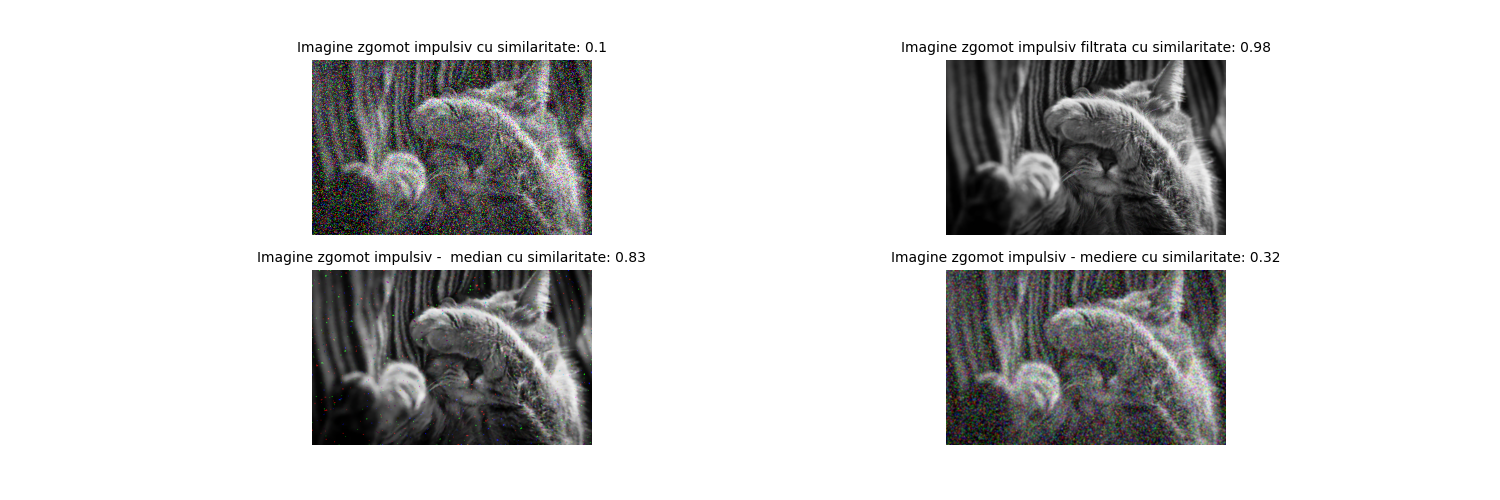 Imagine zgomot impulsiv cu similaritate: 0.1
Imagine zgomot impulsiv filtrata cu similaritate: 0.98
Imagine zgomot impulsiv -  median cu similaritate: 0.83
Imagine zgomot impulsiv - mediere cu similaritate: 0.32